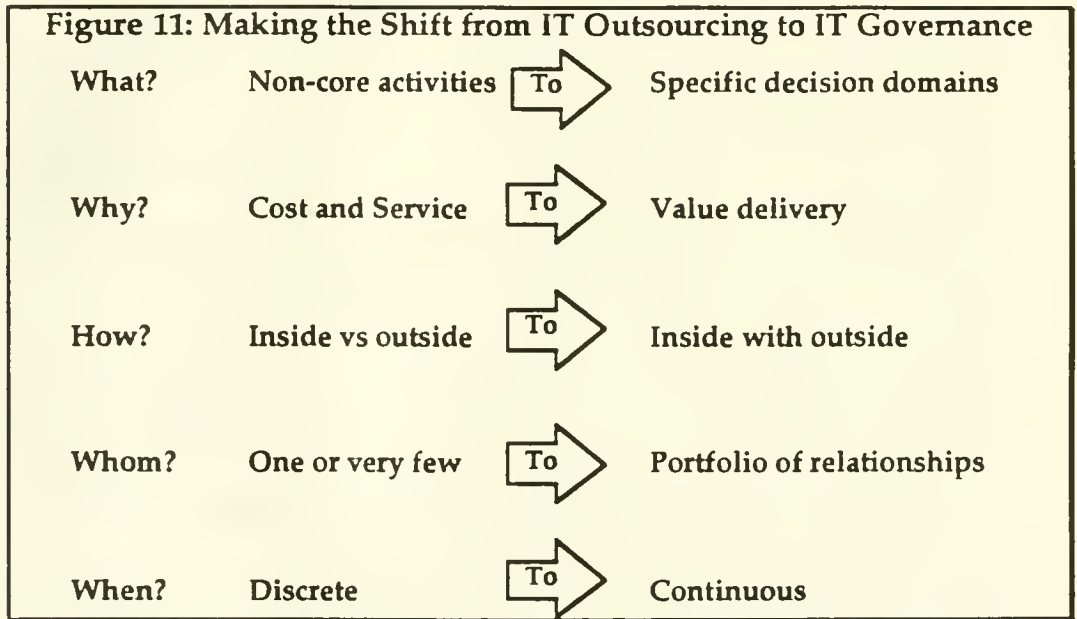 Figure 11: Making the Shift from IT Outsourcing to IT Governance
What? Non-core activities To Specific decision domains
Why? Cost and Service To Value delivery
How? Inside vs outside To Inside with outside
Whom? One or very few To Portfolio of relationships
When? Discrete To Continuous